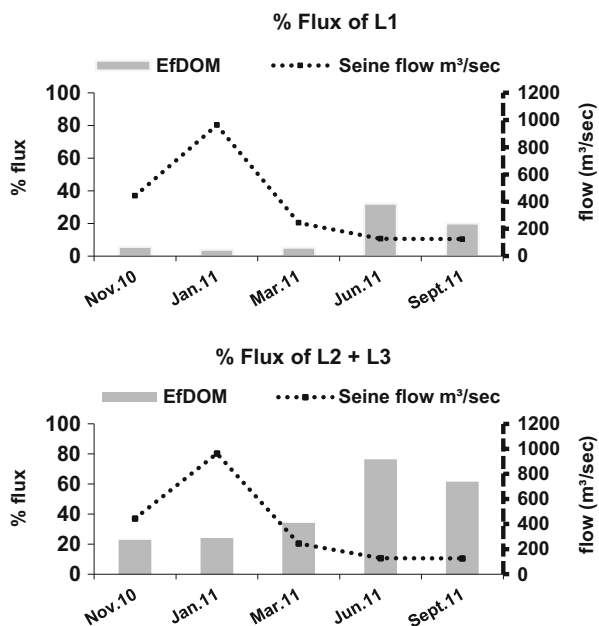 % Flux of L1
EfDOM Seine flow m³/sec
100 1200
80 1000
60 800
40 600
20 400
0 200
0
% flux
flow (m³/sec)
Nov.10 Jan.11 Mar.11 Jun.11 Sept.11
% Flux of L2 + L3
EfDOM Seine flow m³/sec
100 1200
80 1000
60 800
40 600
20 400
0 200
0
% flux
flow (m³/sec)
Nov.10 Jan.11 Mar.11 Jun.11 Sept.11